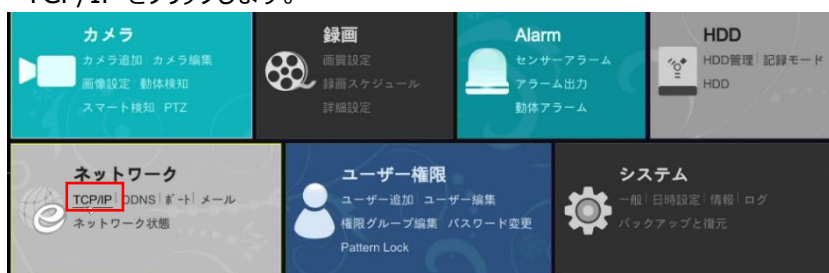 "TCP/IP"をクリックします。
カメラ
カメラ追加 カメラ編集
画像設定 動体検知
スマート検知 PTZ
録画
画質設定
録画スケジュール
詳細設定
Alarm
センサーアラーム
アラーム出力
動体アラーム
HDD
HDD管理 記録モード
HDD
ネットワーク
TCP/IP DDNS ポート メール
ネットワーク状態
ユーザー権限
ユーザー追加 ユーザー編集
権限グループ編集 パスワード変更
Pattern Lock
システム
一般 日時設定 情報 ログ
バックアップと復元